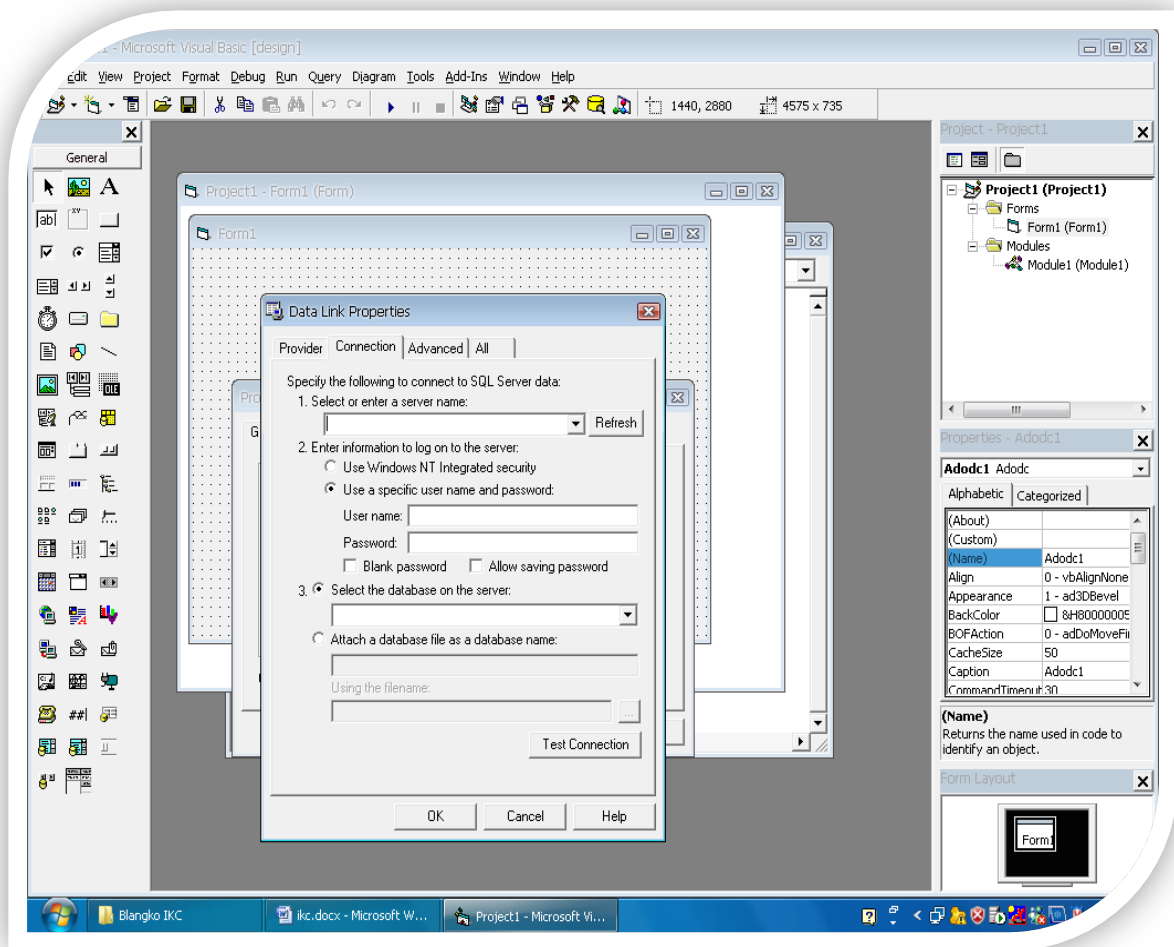 1 - Microsoft Visual Basic [design]
Edit View Project Format Debug Run Query Diagram Tools Add-Ins Window Help
1440, 2880 4575 x 735
General
A
ab|
xv
OLE
##|
Project1 - Form1 (Form)
Form1
Pro
G
Data Link Properties
Provider Connection Advanced All
Specify the following to connect to SQL Server data:
1. Select or enter a server name:
Refresh
2. Enter information to log on to the server:
Use Windows NT Integrated security
Use a specific user name and password:
User name:
Password:
Blank password Allow saving password
3. Select the database on the server:
Attach a database file as a database name:
Using the filename:
...
Test Connection
OK Cancel Help
Project - Project1
Project1 (Project1)
Forms
Form1 (Form1)
Modules
Module1 (Module1)
Properties - Adodc1
Adodc1 Adodc
Alphabetic Categorized
(About)
(Custom)
(Name) Adodc1
Align 0 - vbAlignNone
Appearance 1 - ad3DBevel
BackColor &H80000005
BOFAction 0 - adDoMoveFi
CacheSize 50
Caption Adodc1
CommandTimeout 30
(Name)
Returns the name used in code to
identify an object.
Form Layout
Form1
Blangko IKC ikc.docx - Microsoft W... Project1 - Microsoft Vi...